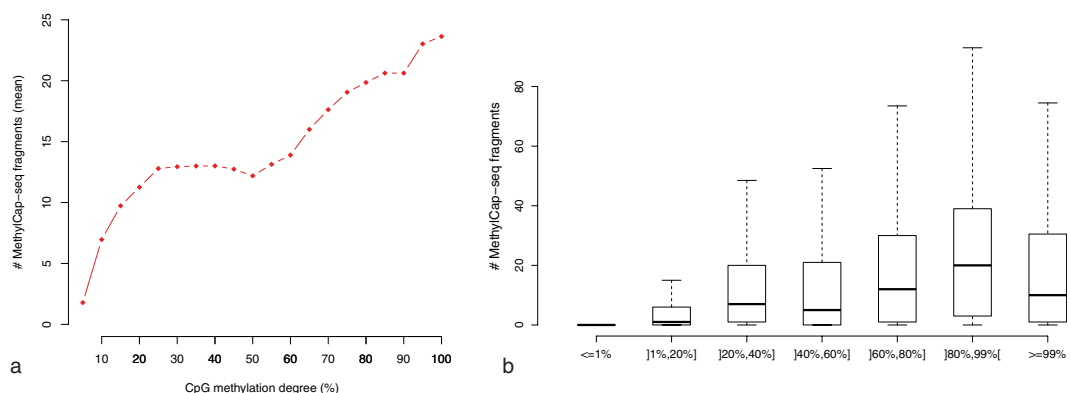 25
20
15
10
5
0
# MethylCap−seq fragments (mean)
10 20 30 40 50 60 70 80 90 100
CpG methylation degree (%)
a
80
60
40
20
0
# MethylCap−seq fragments
<=1% ]1%,20%] ]20%,40%] ]40%,60%] ]60%,80%] ]80%,99%[ >=99%
b